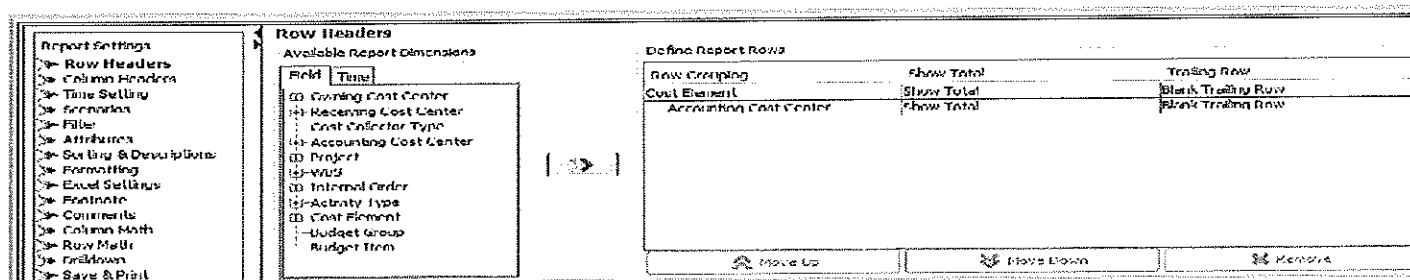 Report Settings
Row Headers
Column Headers
Time Setting
Scenarios
Filter
Attributes
Sorting & Descriptions
Formatting
Excel Settings
Footnote
Comments
Column Math
Row Math
Drilldown
Save & Print
Row Headers
Available Report Dimensions
Field Time
Owning Cost Center
Receiving Cost Center
Cost Collector Type
Accounting Cost Center
Project
WBS
Internal Order
Activity Type
Cost Element
Budget Group
Budget Item
Define Report Rows
Row Grouping Show Total Trailing Row
Cost Element Show Total Blank Trailing Row
Accounting Cost Center Show Total Blank Trailing Row
Move Up Move Down Remove